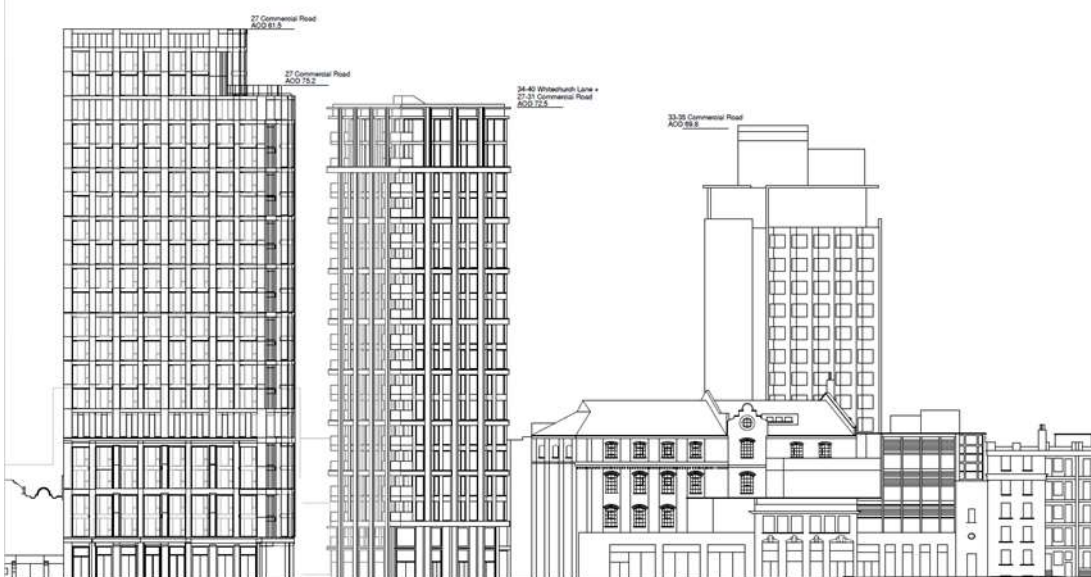 27 Commercial Road
AOD 81.5
27 Commercial Road
AOD 75.2
34-40 Whitechurch Lane +
27-31 Commercial Road
AOD 72.5
33-35 Commercial Road
AOD 69.8